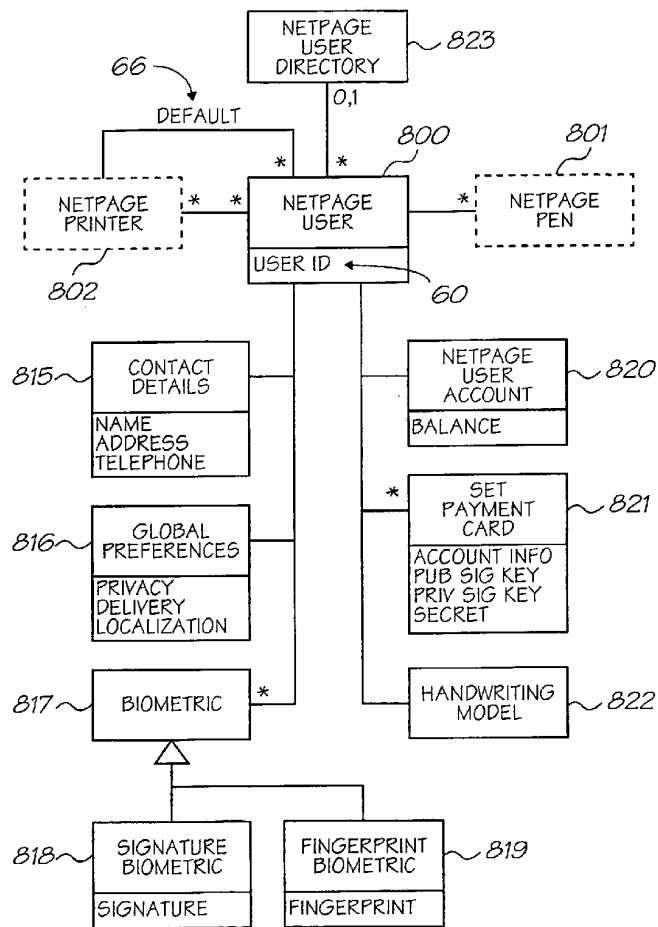 NETPAGE
USER
DIRECTORY
823
66
0,1
DEFAULT
800
801
*
*
NETPAGE
PRINTER
*
*
NETPAGE
USER
*
NETPAGE
PEN
802
USER ID
60
815
CONTACT
DETAILS
NAME
ADDRESS
TELEPHONE
NETPAGE
USER
ACCOUNT
820
BALANCE
816
GLOBAL
PREFERENCES
PRIVACY
DELIVERY
LOCALIZATION
*
SET
PAYMENT
CARD
821
ACCOUNT INFO
PUB SIG KEY
PRIV SIG KEY
SECRET
817
BIOMETRIC
*
HANDWRITING
MODEL
822
818
SIGNATURE
BIOMETRIC
SIGNATURE
FINGERPRINT
BIOMETRIC
819
FINGERPRINT